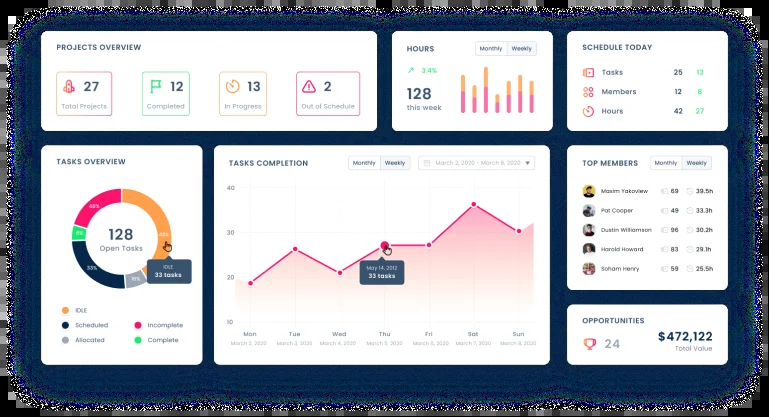 PROJECTS OVERVIEW
27
Total Projects
12
Completed
13
In Progress
2
Out of Schedule
HOURS
Monthly
Weekly
3.4%
128
this week
SCHEDULE TODAY
Tasks 25 13
Members 12 8
Hours 42 27
TASKS OVERVIEW
48%
6%
33%
128
Open Tasks
IDLE
33 tasks
IDLE
Scheduled
Incomplete
Allocated
Complete
TASKS COMPLETION
Monthly
Weekly
March 2, 2020 - March 8, 2020
40
30
20
10
May 14, 2012
33 tasks
Mon
Tue
Wed
Thu
Fri
Sat
Sun
March 2, 2020
March 3, 2020
March 4, 2020
March 5, 2020
March 6, 2020
March 7, 2020
March 8, 2020
TOP MEMBERS
Monthly
Weekly
Maxim Yakoview 69 39.5h
Pat Cooper 49 33.3h
Dustin Williamson 96 30.2h
Harold Howard 83 29.1h
Soham Henry 59 25.5h
OPPORTUNITIES
24
$472,122
Total Value